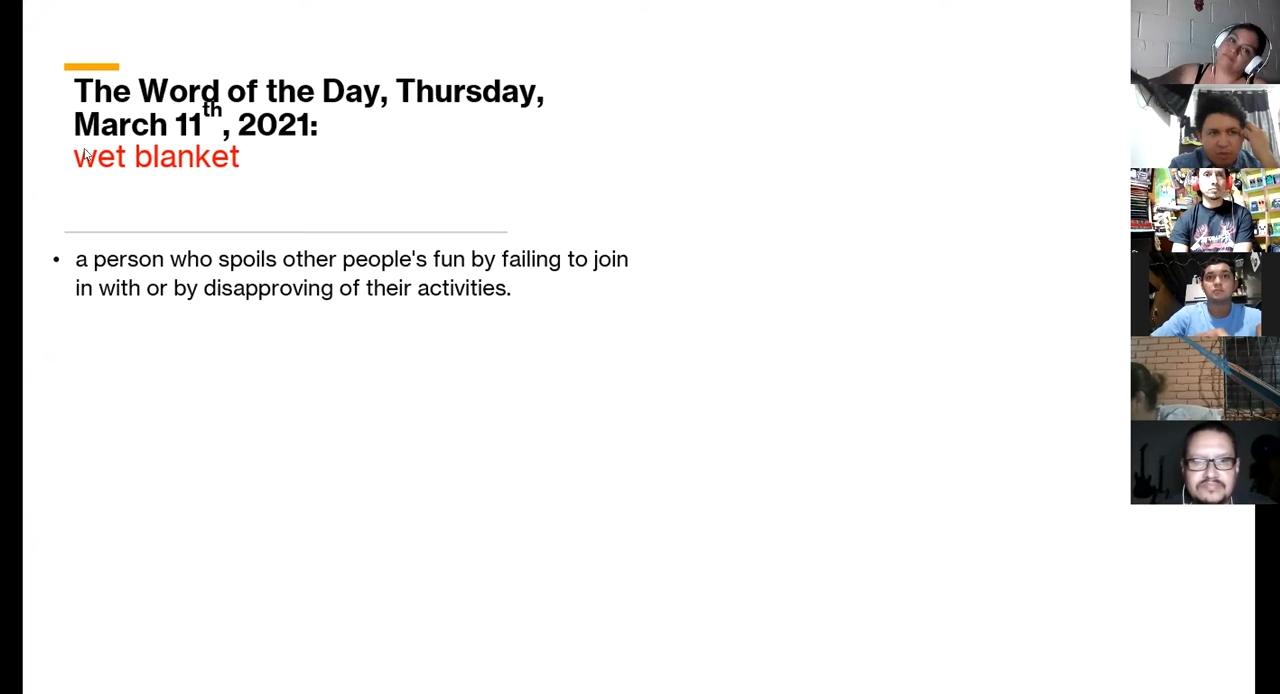 The Word of the Day, Thursday,
March 11th, 2021:
wet blanket
• a person who spoils other people's fun by failing to join
in with or by disapproving of their activities.